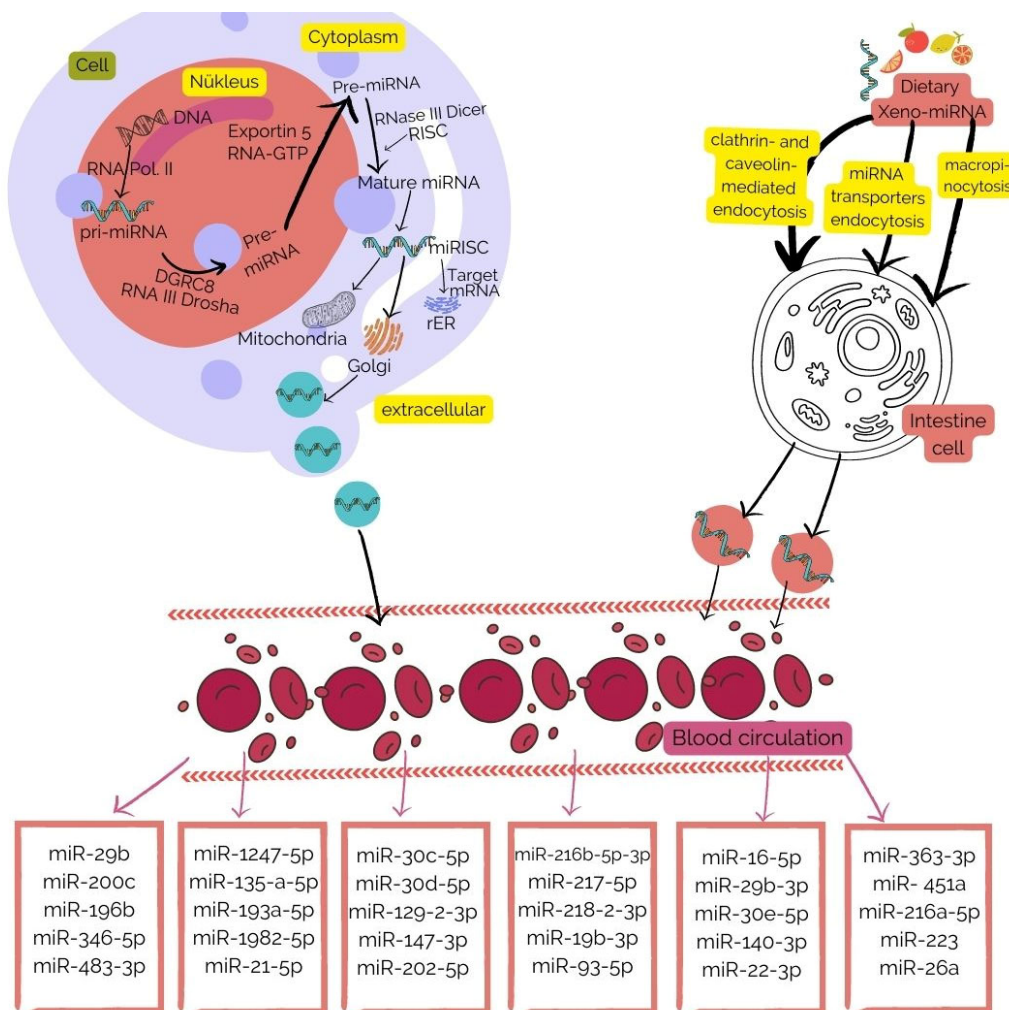 Cell
Cytoplasm
Nükleus
DNA
RNA Pol. II
pri-miRNA
DGRC8
RNA III Drosha
Pre-
miRNA
Exportin 5
RNA-GTP
Pre-miRNA
RNase III Dicer
RISC
Mature miRNA
miRISC
Target
mRNA
rER
Mitochondria
Golgi
extracellular
Dietary
Xeno-miRNA
clathrin- and
caveolin-
mediated
endocytosis
miRNA
transporters
endocytosis
macropi-
nocytosis
Intestine
cell
Blood circulation
miR-29b
miR-200c
miR-196b
miR-346-5p
miR-483-3p
miR-1247-5p
miR-135-a-5p
miR-193a-5p
miR-1982-5p
miR-21-5p
miR-30c-5p
miR-30d-5p
miR-129-2-3p
miR-147-3p
miR-202-5p
miR-216b-5p-3p
miR-217-5p
miR-218-2-3p
miR-19b-3p
miR-93-5p
miR-16-5p
miR-29b-3p
miR-30e-5p
miR-140-3p
miR-22-3p
miR-363-3p
miR- 451a
miR-216a-5p
miR-223
miR-26a